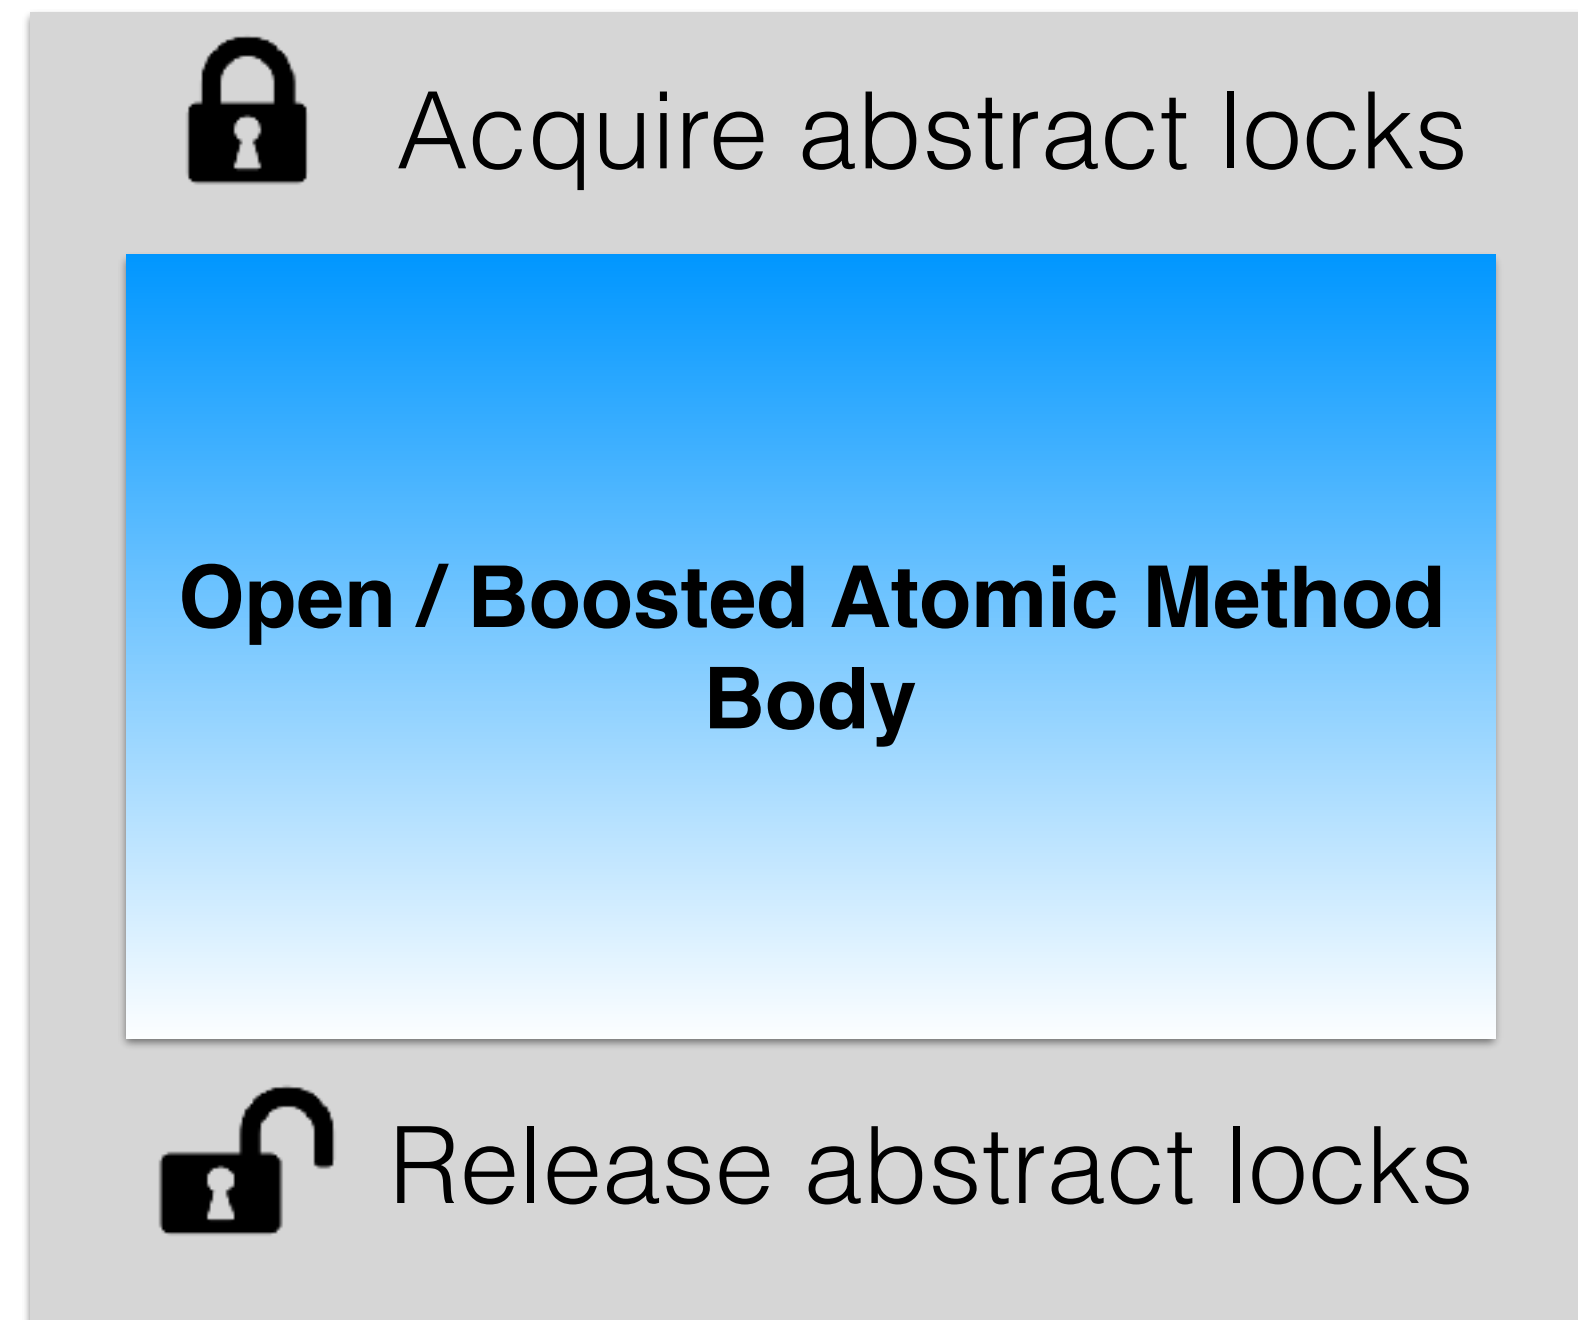 Acquire abstract locks
Open / Boosted Atomic Method
Body
Release abstract locks